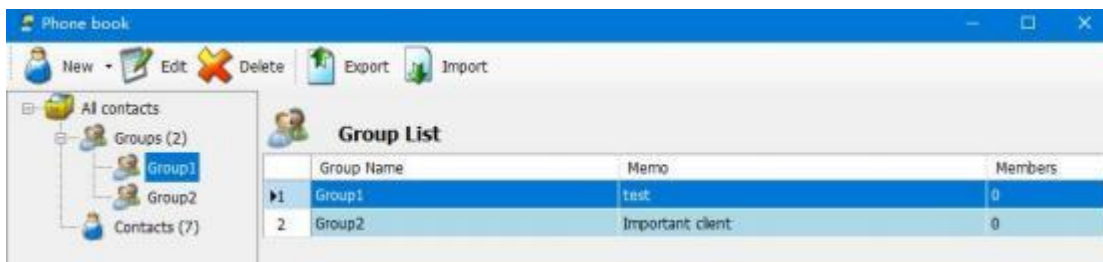 Phone book
New Edit Delete Export Import
All contacts
Groups (2)
Group1
Group2
Contacts (7)
Group List
Group Name Memo Members
1 Group1 test 0
2 Group2 Important client 0